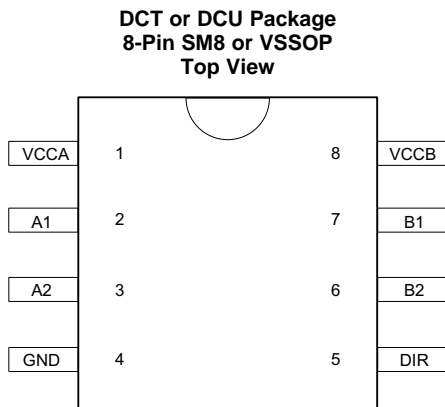 DCT or DCU Package
8-Pin SM8 or VSSOP
Top View
VCCA 1 8 VCCB
A1 2 7 B1
A2 3 6 B2
GND 4 5 DIR